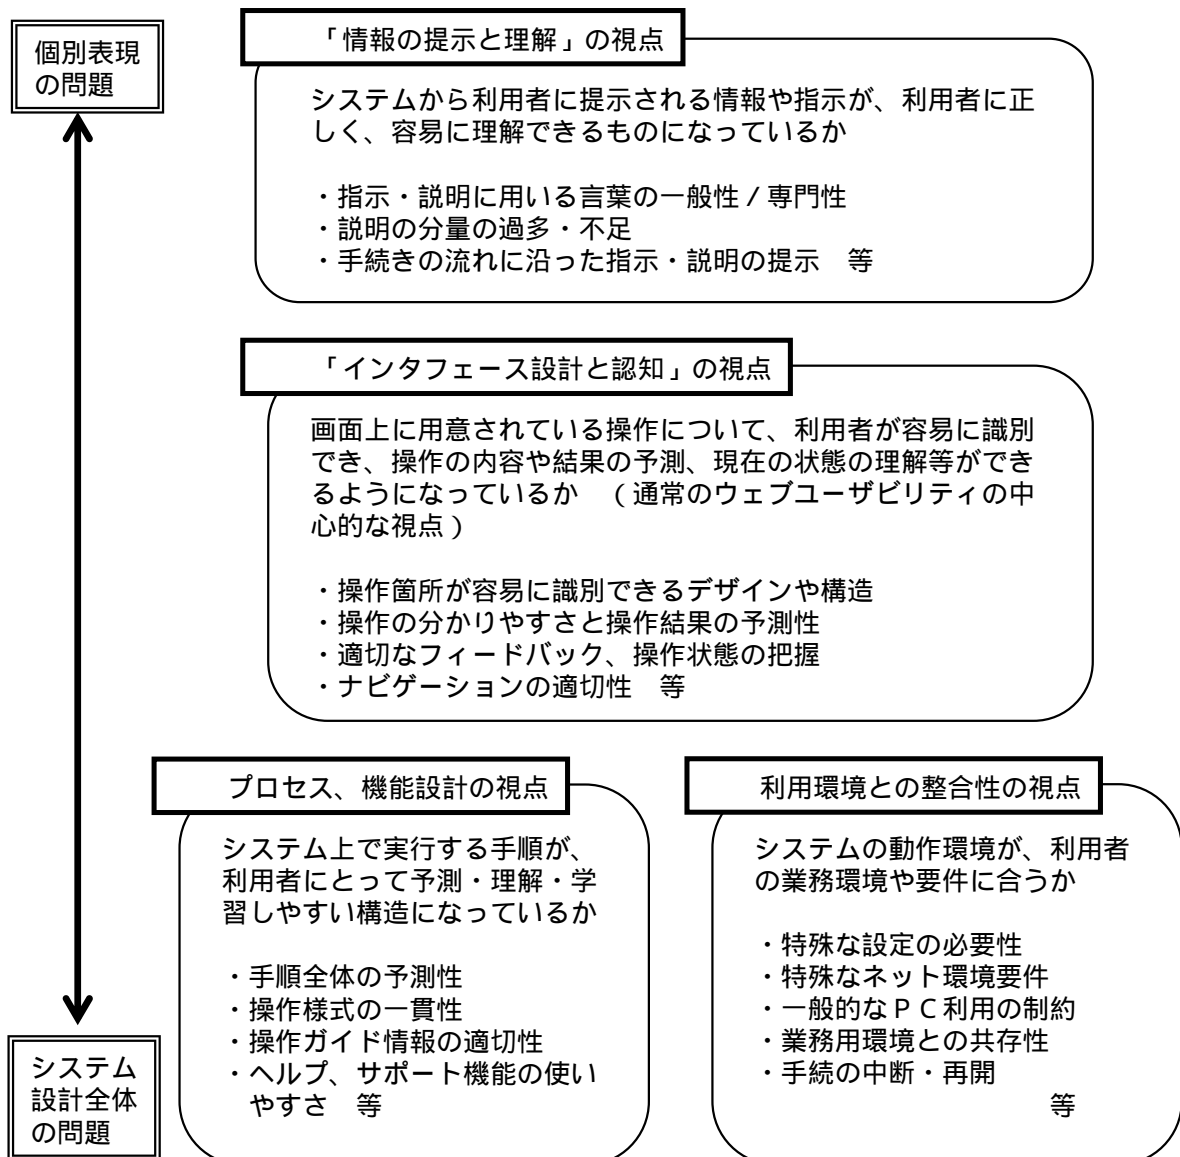 個別表現
の問題
「情報の提示と理解」の視点
システムから利用者に提示される情報や指示が、利用者に正
しく、容易に理解できるものになっているか
・指示・説明に用いる言葉の一般性／専門性
・説明の分量の過多・不足
・手続きの流れに沿った指示・説明の提示　等
「インタフェース設計と認知」の視点
画面上に用意されている操作について、利用者が容易に識別
でき、操作の内容や結果の予測、現在の状態の理解等ができ
るようになっているか　（通常のウェブユーザビリティの中
心的な視点）
・操作箇所が容易に識別できるデザインや構造
・操作の分かりやすさと操作結果の予測性
・適切なフィードバック、操作状態の把握
・ナビゲーションの適切性　等
プロセス、機能設計の視点
システム上で実行する手順が、
利用者にとって予測・理解・学
習しやすい構造になっているか
・手順全体の予測性
・操作様式の一貫性
・操作ガイド情報の適切性
・ヘルプ、サポート機能の使い
やすさ　等
利用環境との整合性の視点
システムの動作環境が、利用者
の業務環境や要件に合うか
・特殊な設定の必要性
・特殊なネット環境要件
・一般的なＰＣ利用の制約
・業務用環境との共存性
・手続の中断・再開
等
システム
設計全体
の問題